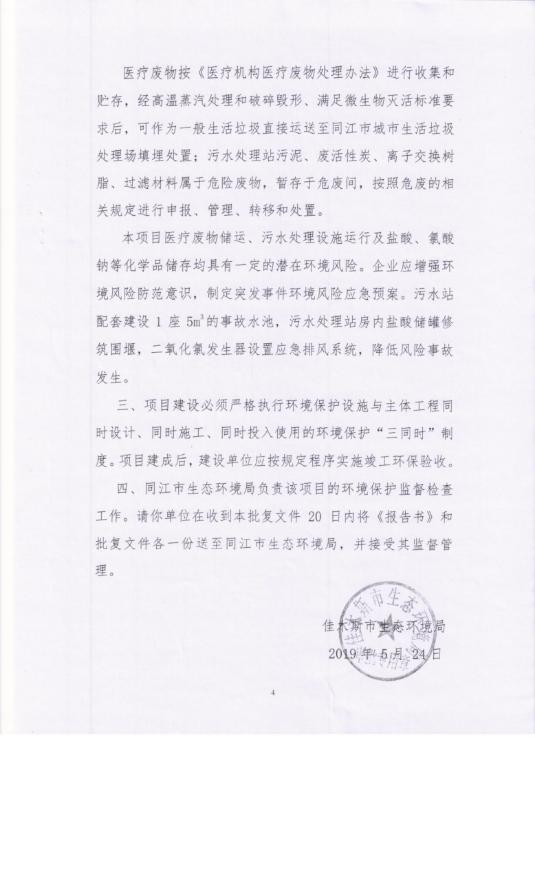 医疗废物按《医疗机构医疗废物处理办法》进行收集和
贮存，经高温蒸汽处理和破碎毁形、满足微生物灭活标准要
求后，可作为一般生活垃圾直接运送至同江市城市生活垃圾
处理场填埋处置；污水处理站污泥、废活性炭、离子交换树
脂、过滤材料属于危险废物，暂存于危废间，按照危废的相
关规定进行申报、管理、转移和处置。
本项目医疗废物储运、污水处理设施运行及盐酸、氯酸
钠等化学品储存均具有一定的潜在环境风险。企业应增强环
境风险防范意识，制定突发事件环境风险应急预案。污水站
配套建设 1 座 5m³的事故水池，污水处理站房内盐酸储罐修
筑围堰，二氧化氯发生器设置应急排风系统，降低风险事故
发生。
三、项目建设必须严格执行环境保护设施与主体工程同
时设计、同时施工、同时投入使用的环境保护“三同时”制
度。项目建成后，建设单位应按规定程序实施竣工环保验收。
四、同江市生态环境局负责该项目的环境保护监督检查
工作。请你单位在收到本批复文件 20 日内将《报告书》和
批复文件各一份送至同江市生态环境局，并接受其监督管
理。
佳木斯市生态环境局
2019 年 5 月 24 日
4